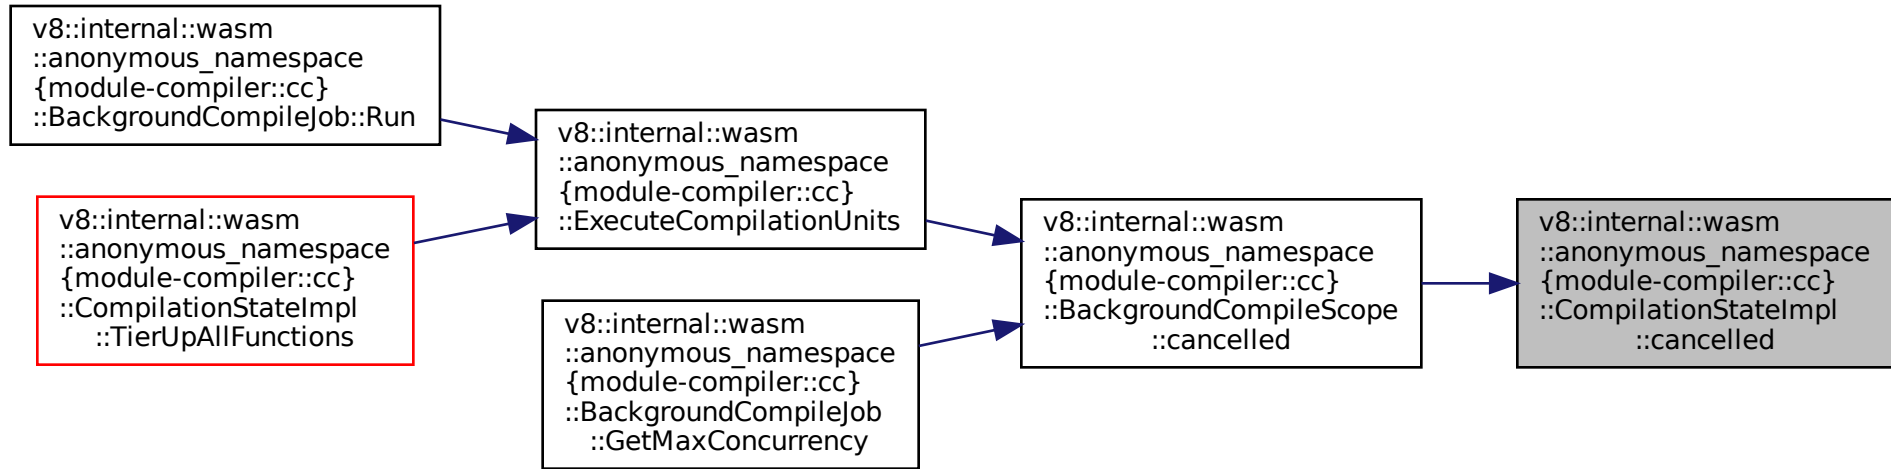 v8::internal::wasm
::anonymous_namespace
{module-compiler::cc}
::BackgroundCompileJob::Run
v8::internal::wasm
::anonymous_namespace
{module-compiler::cc}
::CompilationStateImpl
::TierUpAllFunctions
v8::internal::wasm
::anonymous_namespace
{module-compiler::cc}
::ExecuteCompilationUnits
v8::internal::wasm
::anonymous_namespace
{module-compiler::cc}
::BackgroundCompileJob
::GetMaxConcurrency
v8::internal::wasm
::anonymous_namespace
{module-compiler::cc}
::BackgroundCompileScope
::cancelled
v8::internal::wasm
::anonymous_namespace
{module-compiler::cc}
::CompilationStateImpl
::cancelled